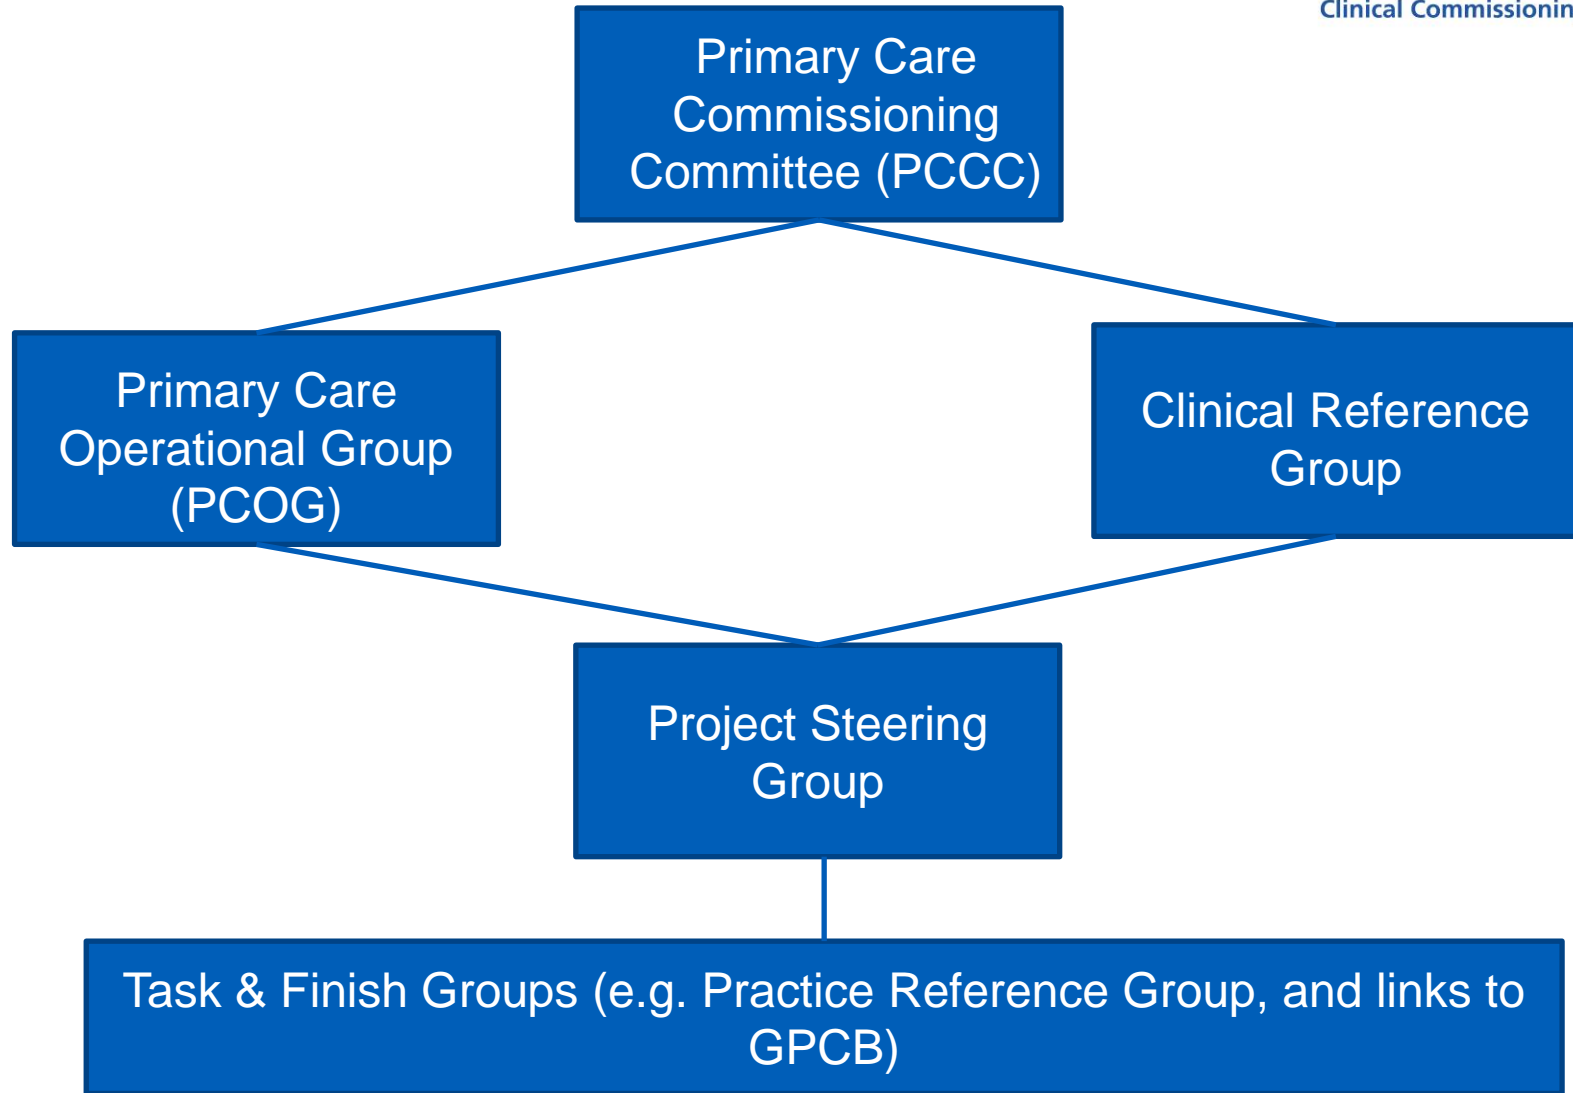 Clinical Commissionin
Primary Care
Commissioning
Committee (PCCC)
Primary Care
Operational Group
(PCOG)
Clinical Reference
Group
Project Steering
Group
Task & Finish Groups (e.g. Practice Reference Group, and links to
GPCB)